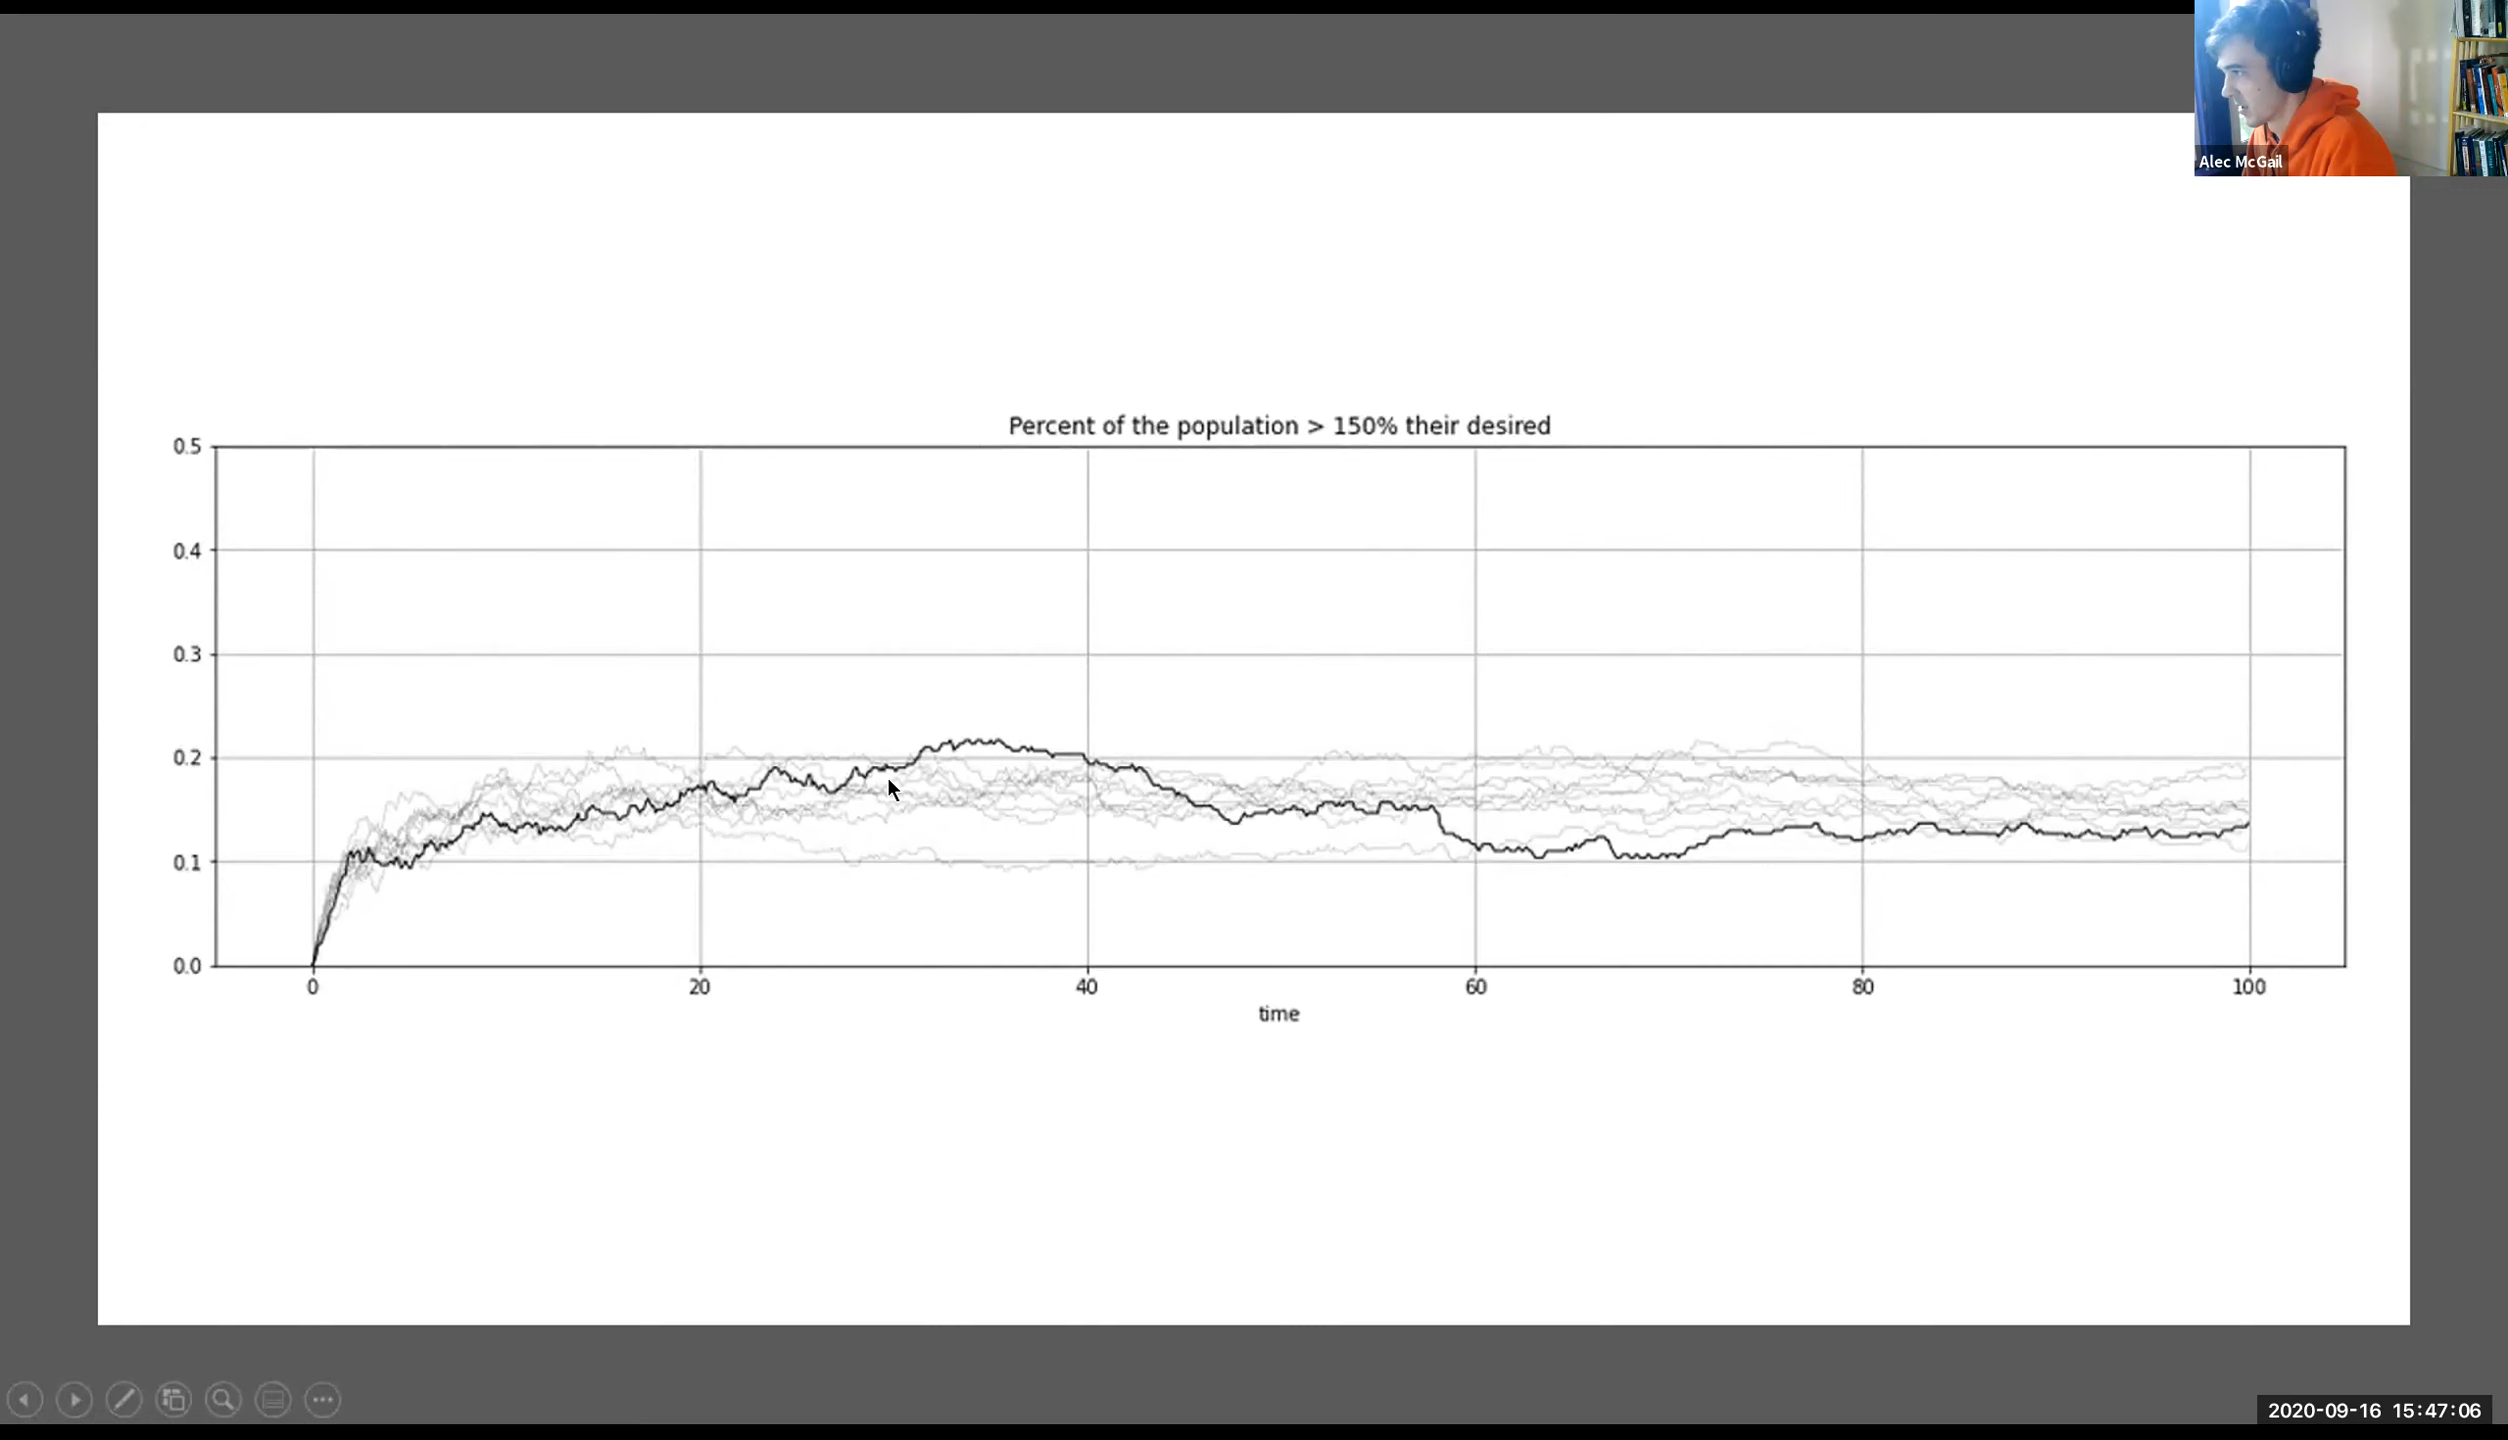 Alec McGail
Percent of the population > 150% their desired
0.5
0.4
0.3
0.2
0.1
0.0
0 20 40 60 80 100
time
2020-09-16 15:47:06